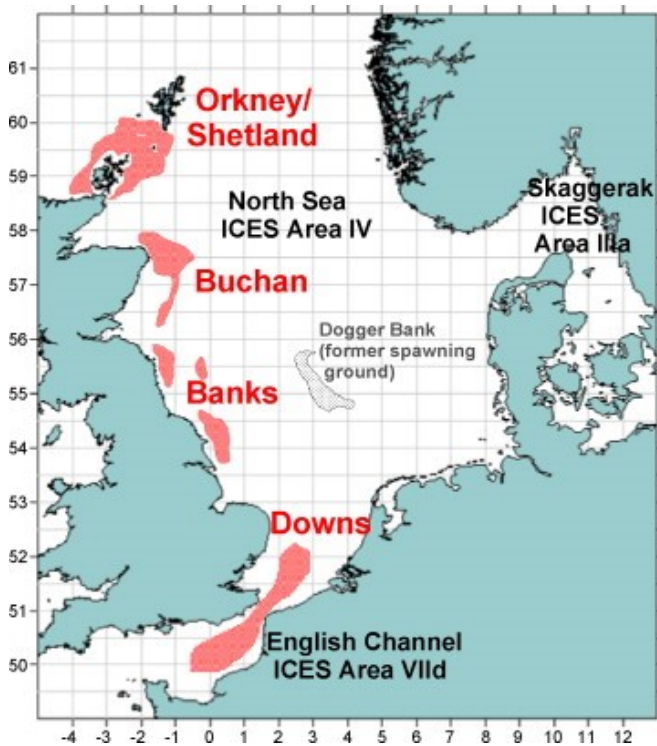 61
60
59
58
57
56
55
54
53
52
51
50
Orkney/
Shetland
North Sea
ICES Area IV
Skaggerak
ICES
Area IIIa
Buchan
Dogger Bank
(former spawning
ground)
Banks
Downs
English Channel
ICES Area VIId
-4 -3 -2 -1 0 1 2 3 4 5 6 7 8 9 10 11 12